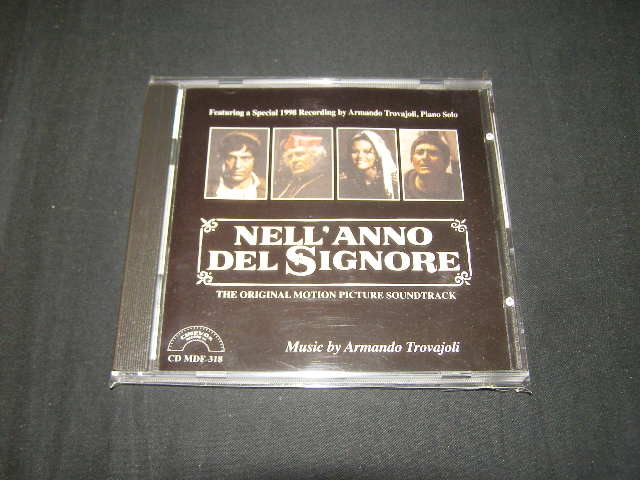 Featuring a Special 1998 Recording by Armando Trovajoli, Piano Solo
NELL'ANNO
DEL SIGNORE
THE ORIGINAL MOTION PICTURE SOUNDTRACK
Music by Armando Trovajoli
CINEVOX
CD MDF 318